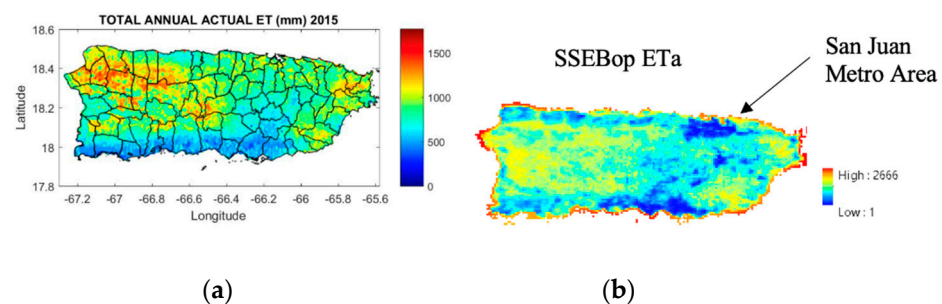 TOTAL ANNUAL ACTUAL ET (mm) 2015
18.6
18.4
18.2
18
17.8
Latitude
-67.2 -67 -66.8 -66.6 -66.4 -66.2 -66 -65.8 -65.6
Longitude
1500
1000
500
0
(a)
SSEBop ETa
San Juan
Metro Area
High : 2666
Low : 1
(b)